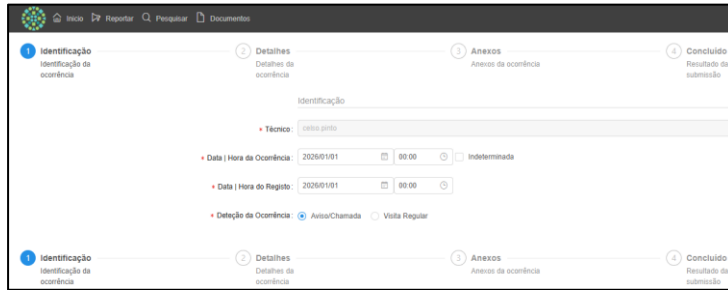 Inicio Reportar Pesquisar Documentos
1 Identificação 2 Detalhes 3 Anexos 4 Concluído
Identificação da Detalhes da Anexos da ocorrência Resultado da
ocorrência ocorrência submissão
Identificação
* Técnico: celso pinto
* Data | Hora da Ocorrência: 2026/01/01 00:00 Indeterminada
* Data | Hora do Registo: 2026/01/01 00:00
* Deteção da Ocorrência: Aviso/Chamada Visita Regular
1 Identificação 2 Detalhes 3 Anexos 4 Concluído
Identificação da Detalhes da Anexos da ocorrência Resultado da
ocorrência ocorrência submissão